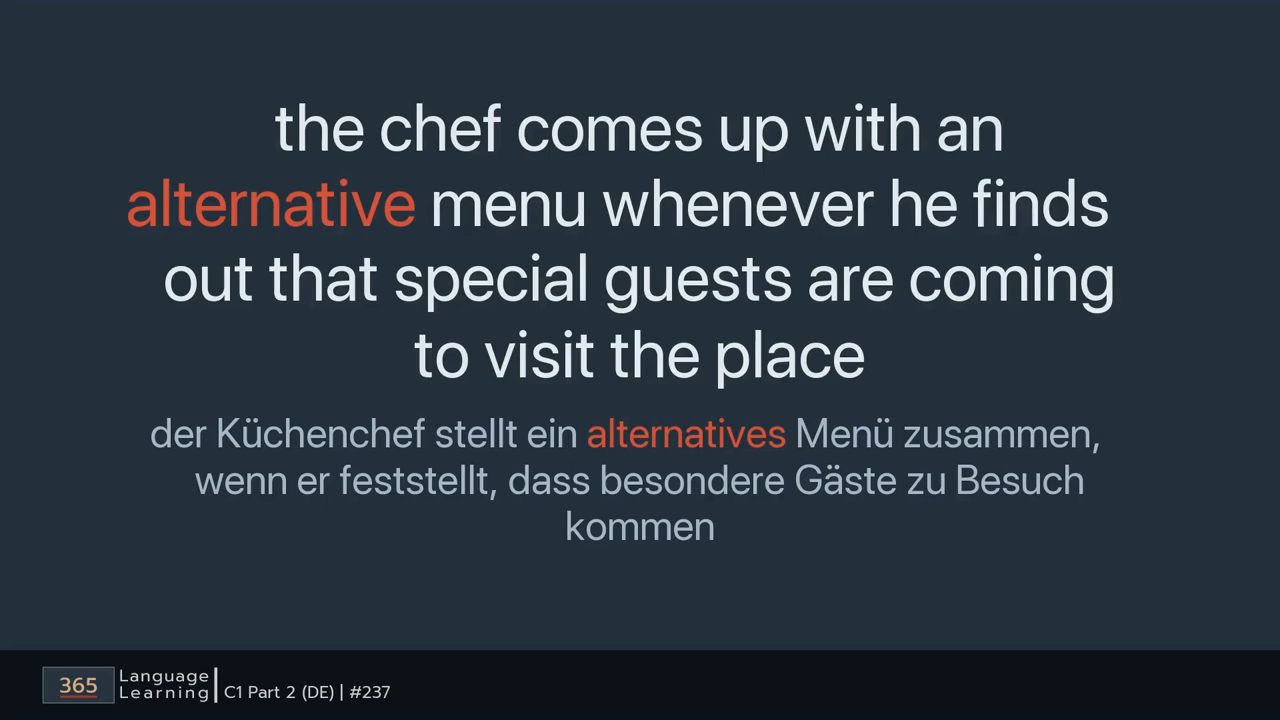 the chef comes up with an
alternative menu whenever he finds
out that special guests are coming
to visit the place
der Küchenchef stellt ein alternatives Menü zusammen,
wenn er feststellt, dass besondere Gäste zu Besuch
kommen
365
Language
Learning
C1 Part 2 (DE) | #237